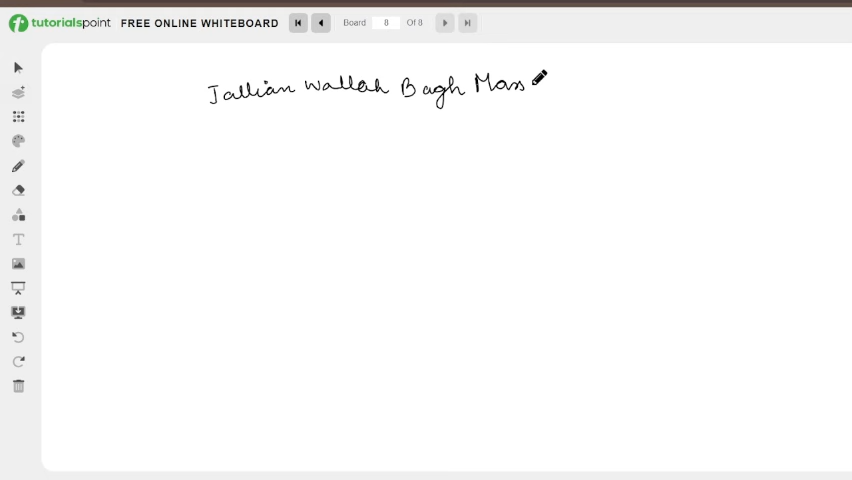 tutorialspoint FREE ONLINE WHITEBOARD Board 8 Of 8
Jallian wallah Bagh Mass